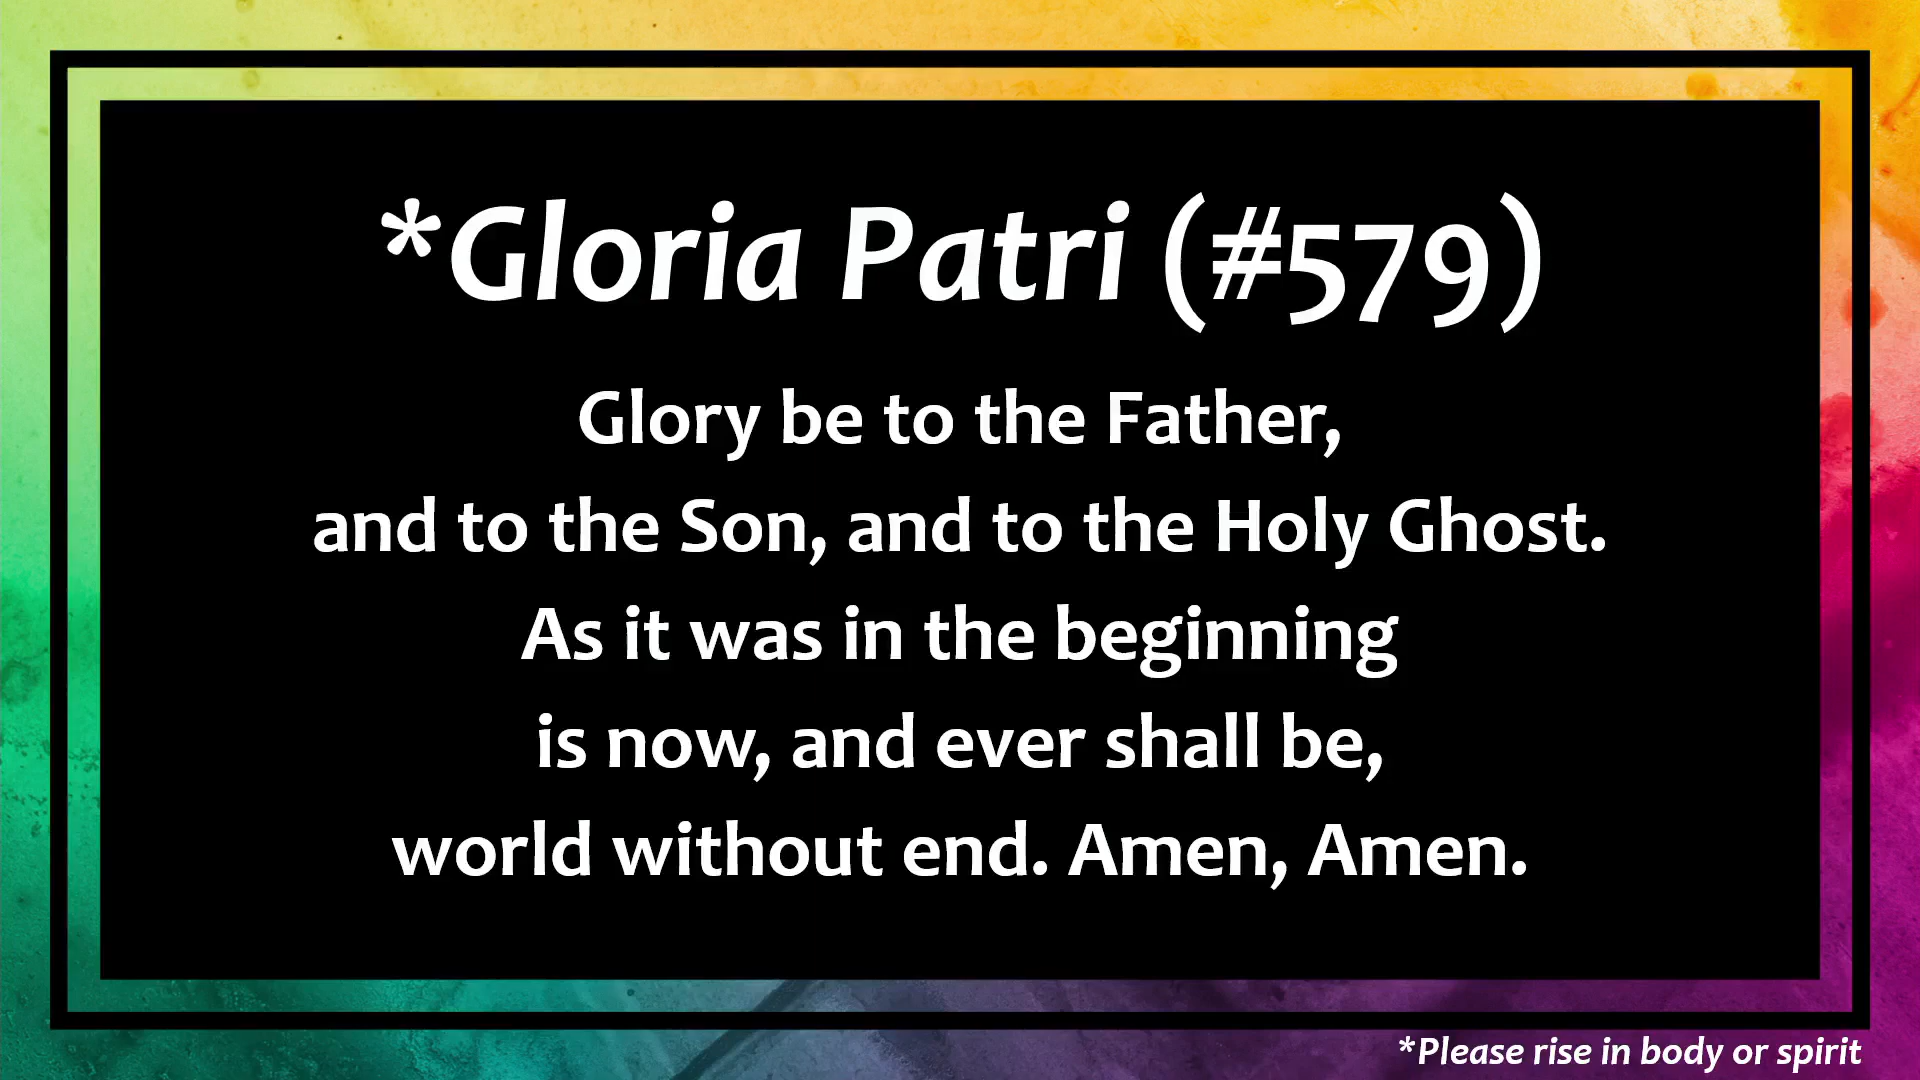 *Gloria Patri (#579)
Glory be to the Father,
and to the Son, and to the Holy Ghost.
As it was in the beginning
is now, and ever shall be,
world without end. Amen, Amen.
*Please rise in body or spirit